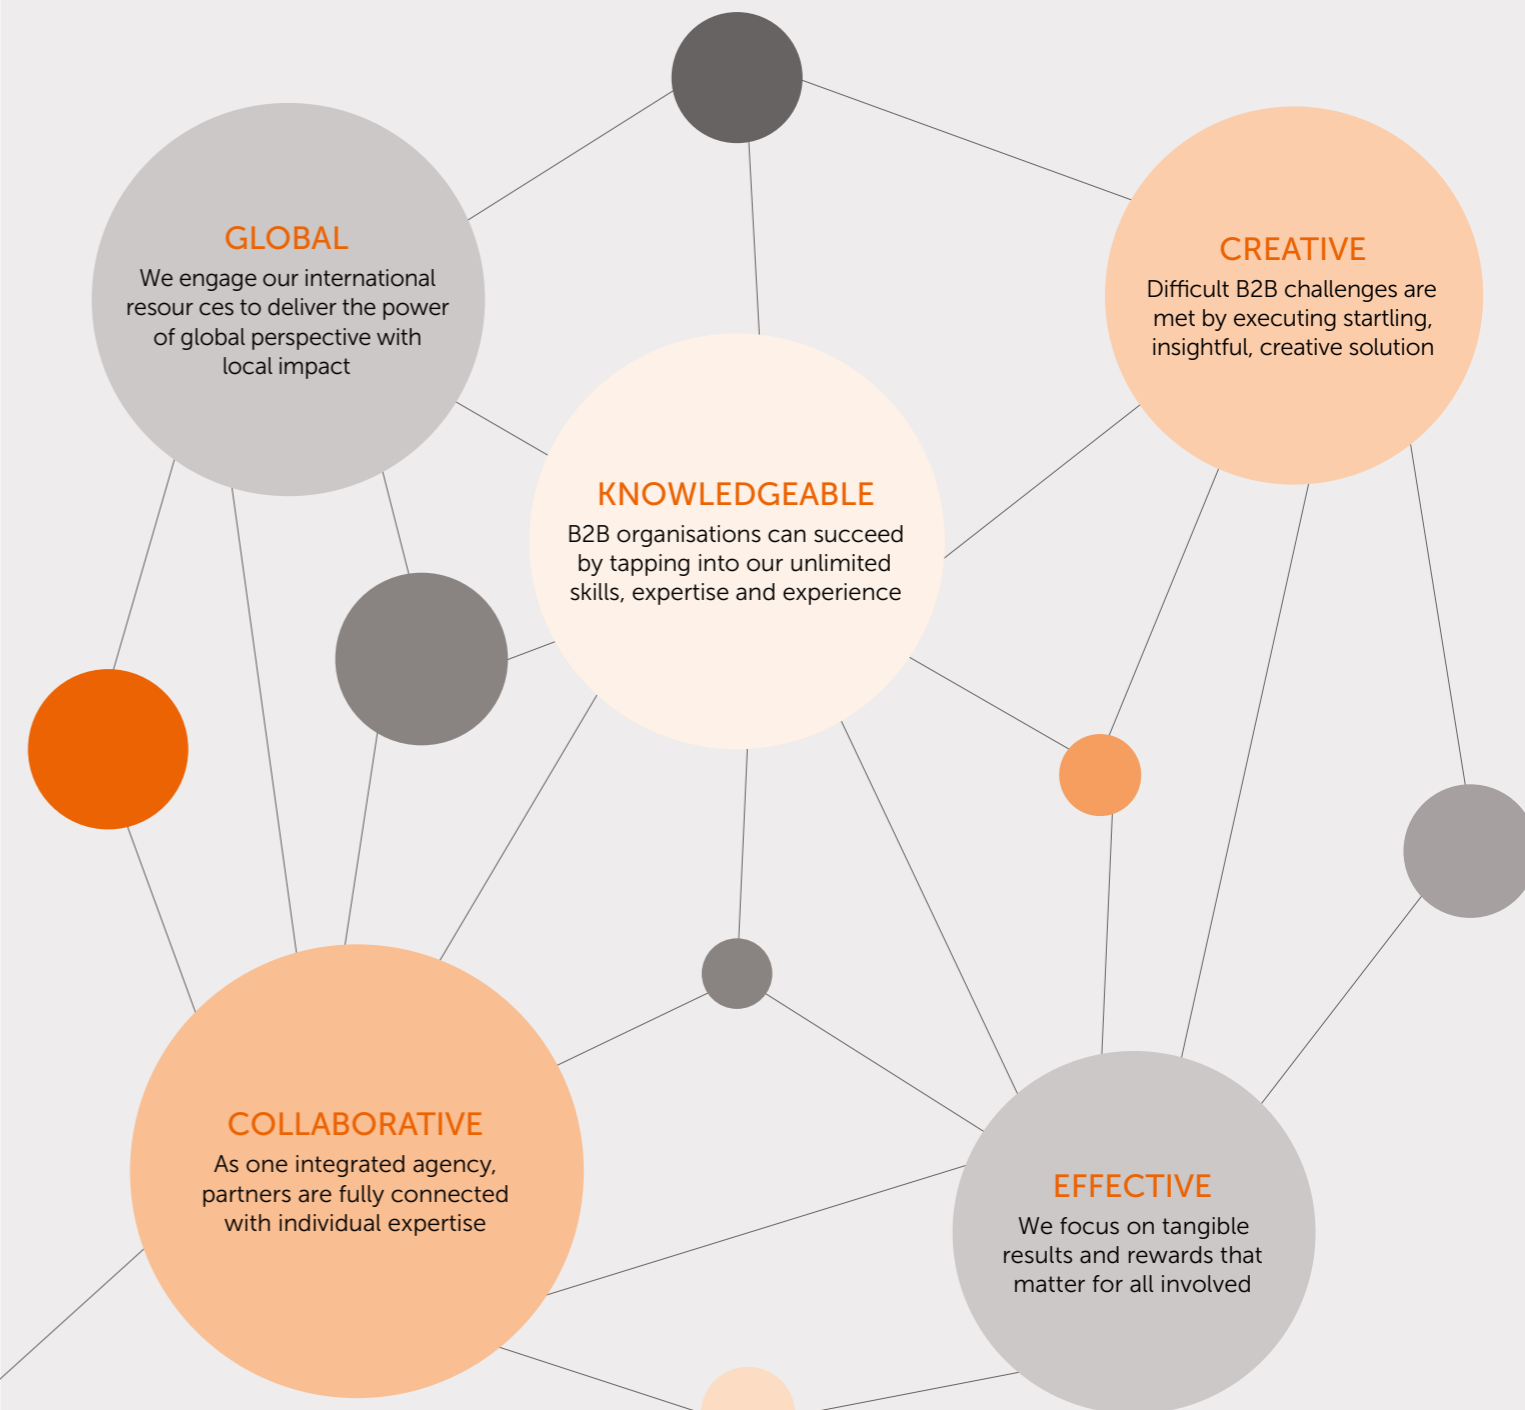 GLOBAL
We engage our international
resour ces to deliver the power
of global perspective with
local impact
CREATIVE
Difficult B2B challenges are
met by executing startling,
insightful, creative solution
KNOWLEDGEABLE
B2B organisations can succeed
by tapping into our unlimited
skills, expertise and experience
COLLABORATIVE
As one integrated agency,
partners are fully connected
with individual expertise
EFFECTIVE
We focus on tangible
results and rewards that
matter for all involved